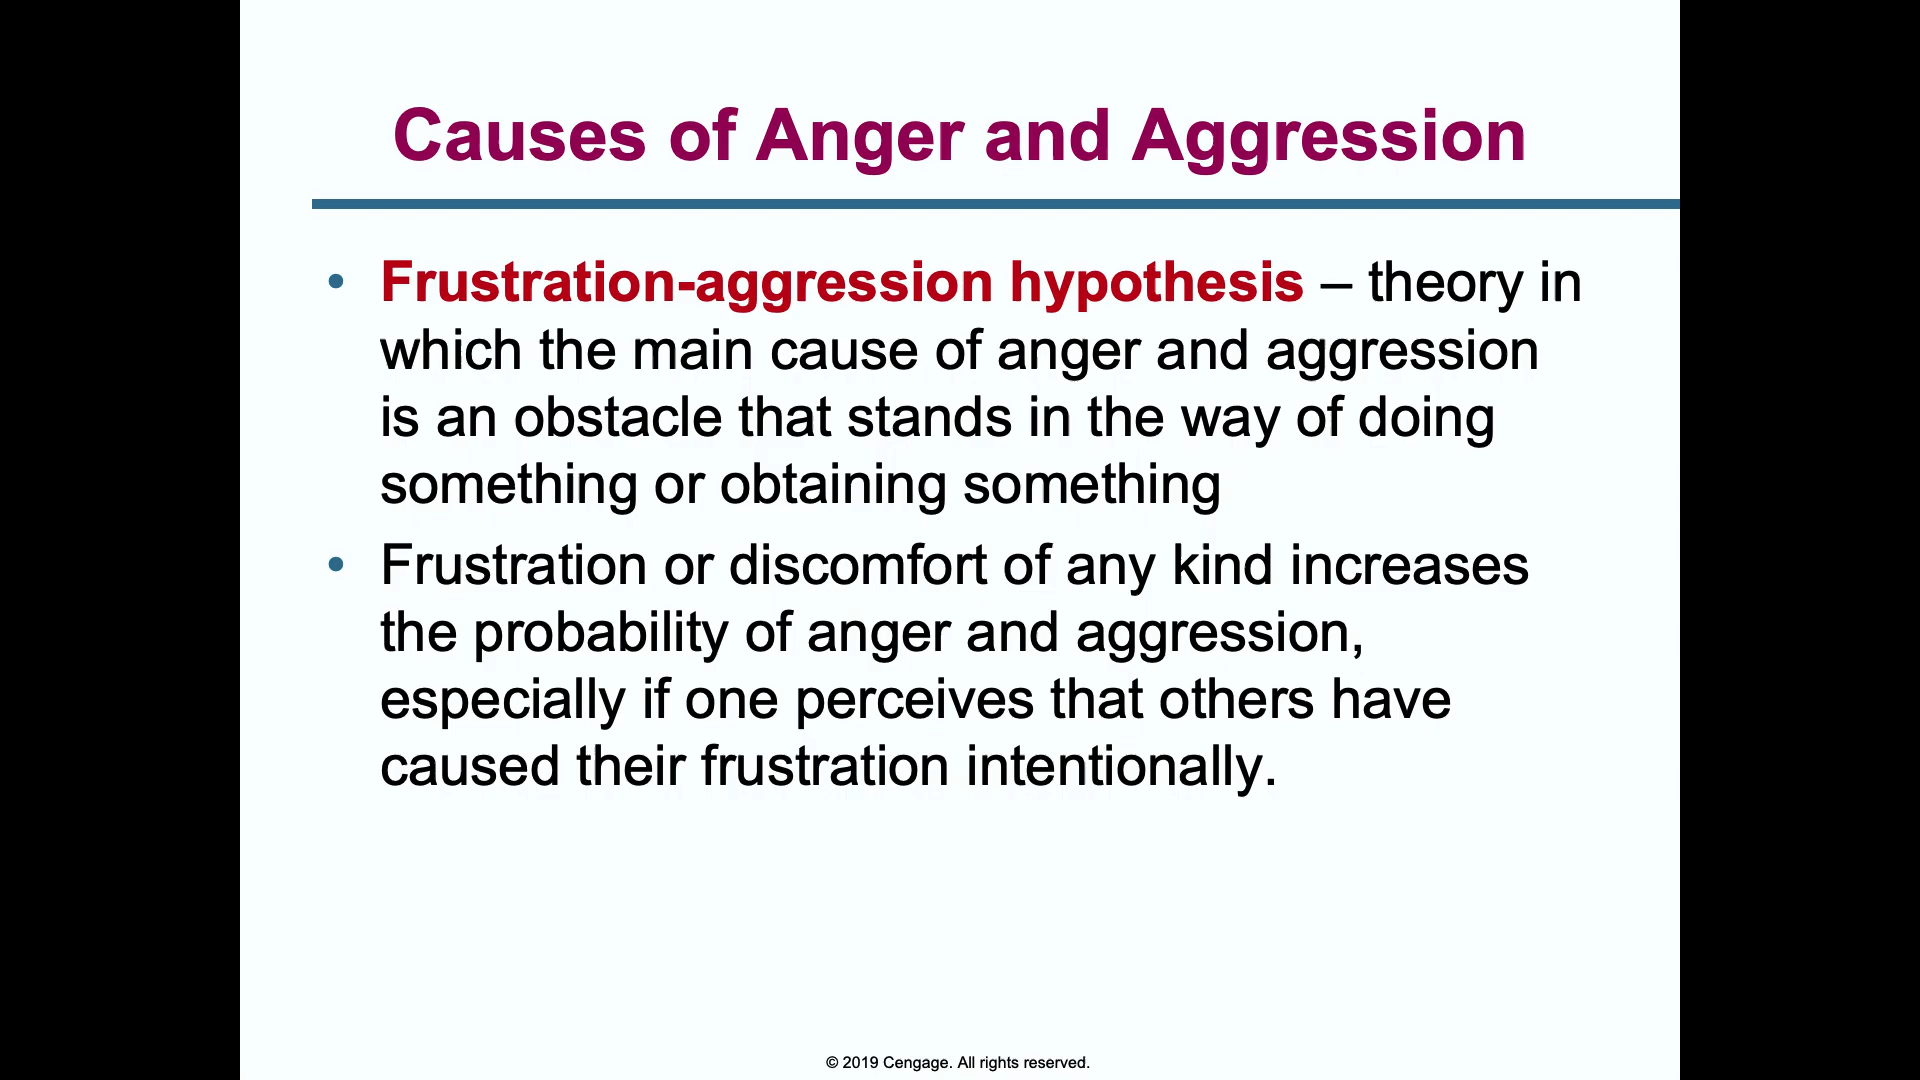 Causes of Anger and Aggression
• Frustration-aggression hypothesis – theory in
which the main cause of anger and aggression
is an obstacle that stands in the way of doing
something or obtaining something
• Frustration or discomfort of any kind increases
the probability of anger and aggression,
especially if one perceives that others have
caused their frustration intentionally.
© 2019 Cengage. All rights reserved.